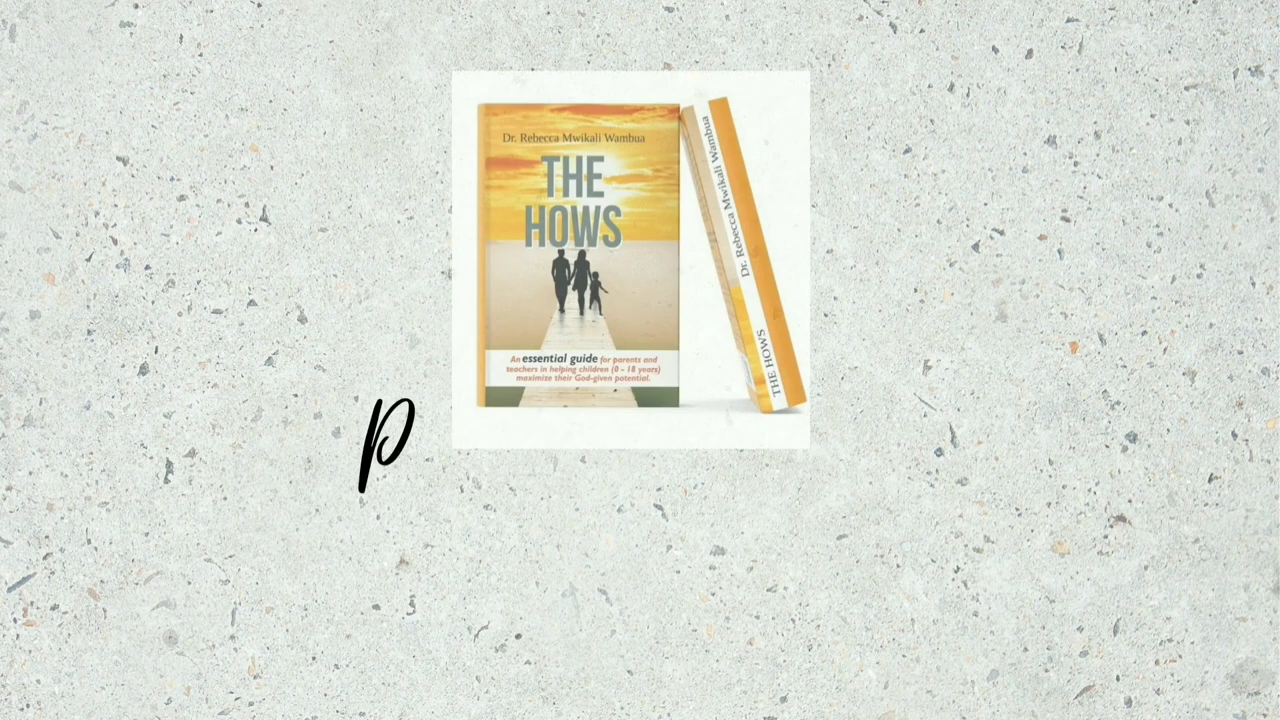 Dr. Rebecca Mwikali Wambua
THE
HOWS
An essential guide for parents and
teachers in helping children (0 - 18 years)
maximize their God-given potential.
Dr. Rebecca Mwikali Wambua
THE HOWS
p